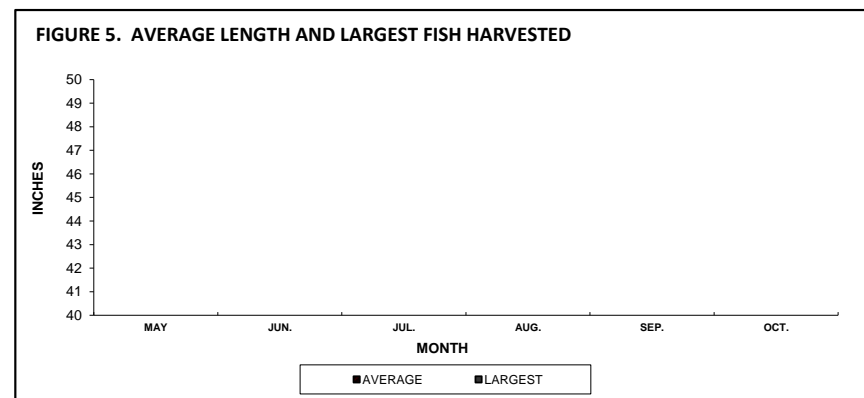 FIGURE 5.  AVERAGE LENGTH AND LARGEST FISH HARVESTED
50
49
48
47
46
45
44
43
42
41
40
INCHES
MAY JUN. JUL. AUG. SEP. OCT.
MONTH
AVERAGE LARGEST